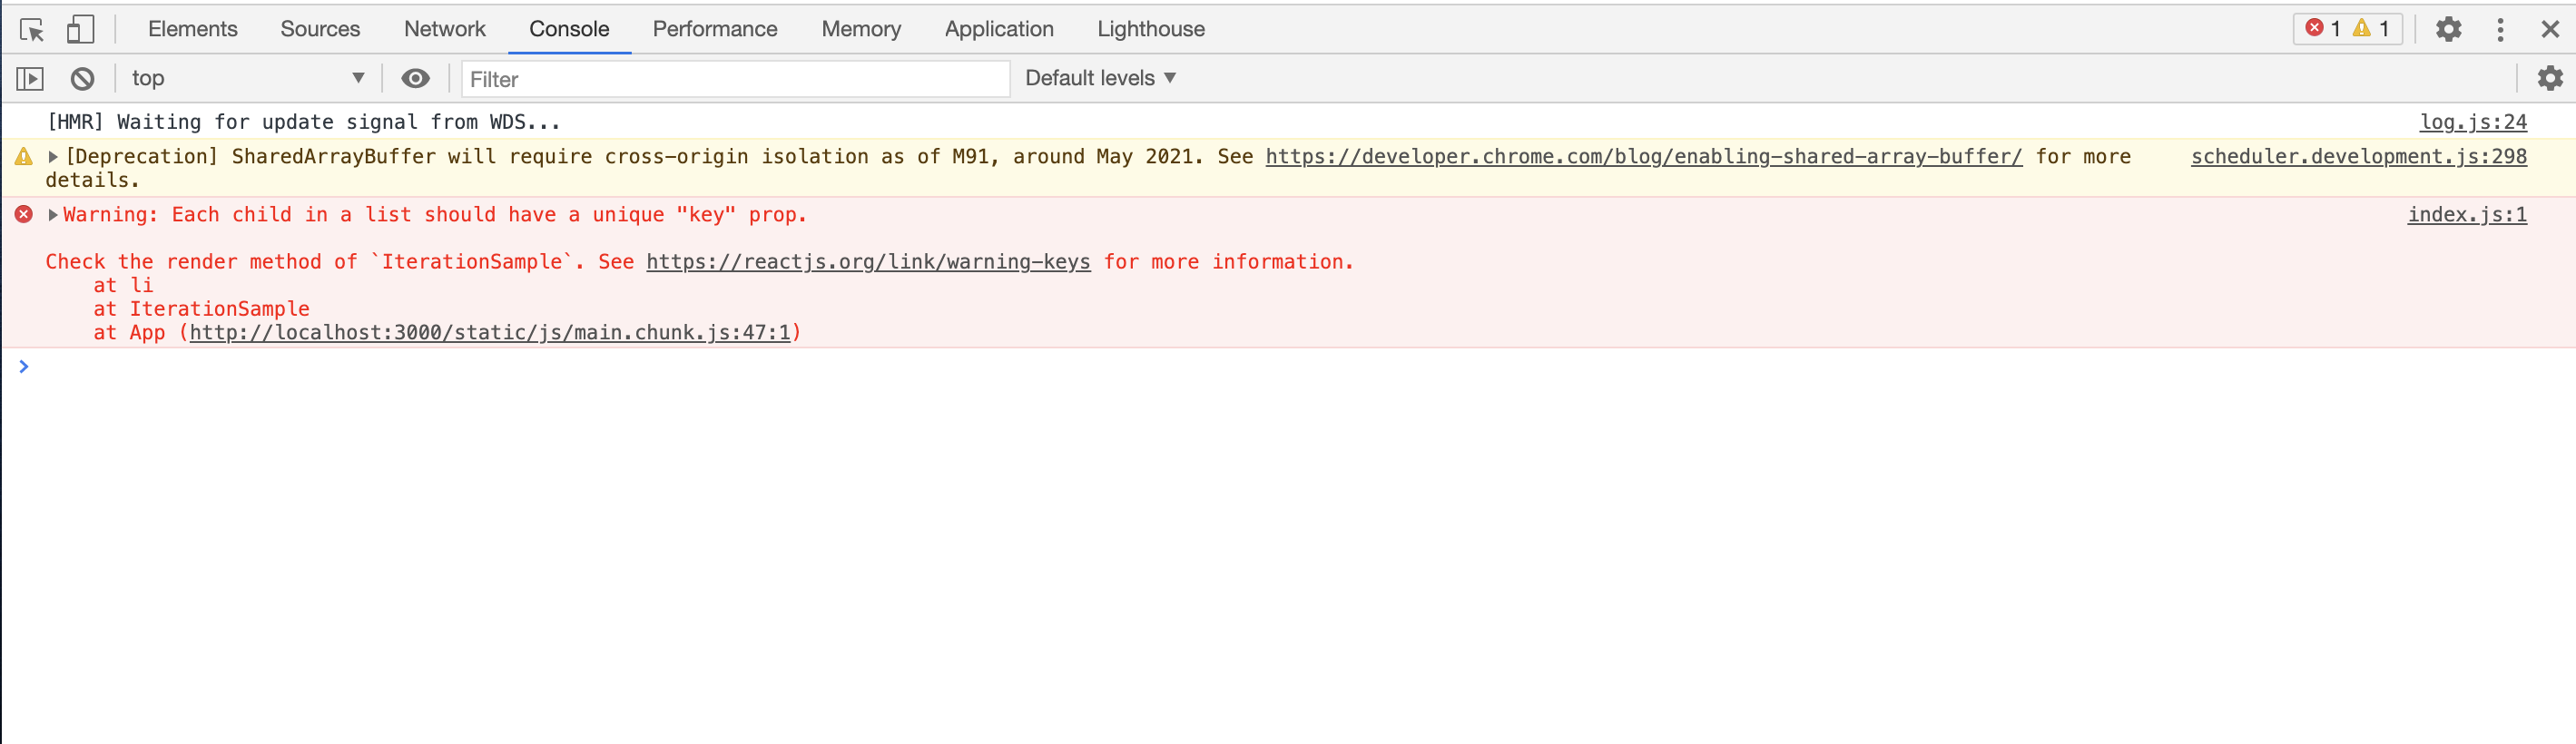 Elements Sources Network Console Performance Memory Application Lighthouse 1 1
top Filter Default levels
[HMR] Waiting for update signal from WDS... log.js:24
[Deprecation] SharedArrayBuffer will require cross-origin isolation as of M91, around May 2021. See https://developer.chrome.com/blog/enabling-shared-array-buffer/ for more scheduler.development.js:298
details.
Warning: Each child in a list should have a unique "key" prop. index.js:1
Check the render method of `IterationSample`. See https://reactjs.org/link/warning-keys for more information.
at li
at IterationSample
at App (http://localhost:3000/static/js/main.chunk.js:47:1)